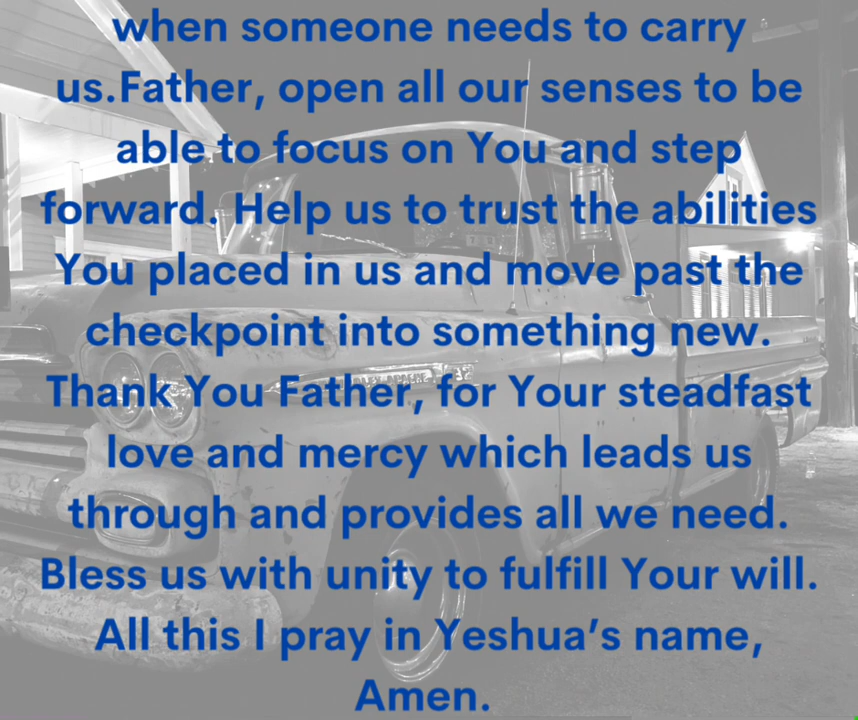 when someone needs to carry
us.Father, open all our senses to be
able to focus on You and step
forward. Help us to trust the abilities
You placed in us and move past the
checkpoint into something new.
Thank You Father, for Your steadfast
love and mercy which leads us
through and provides all we need.
Bless us with unity to fulfill Your will.
All this I pray in Yeshua’s name,
Amen.